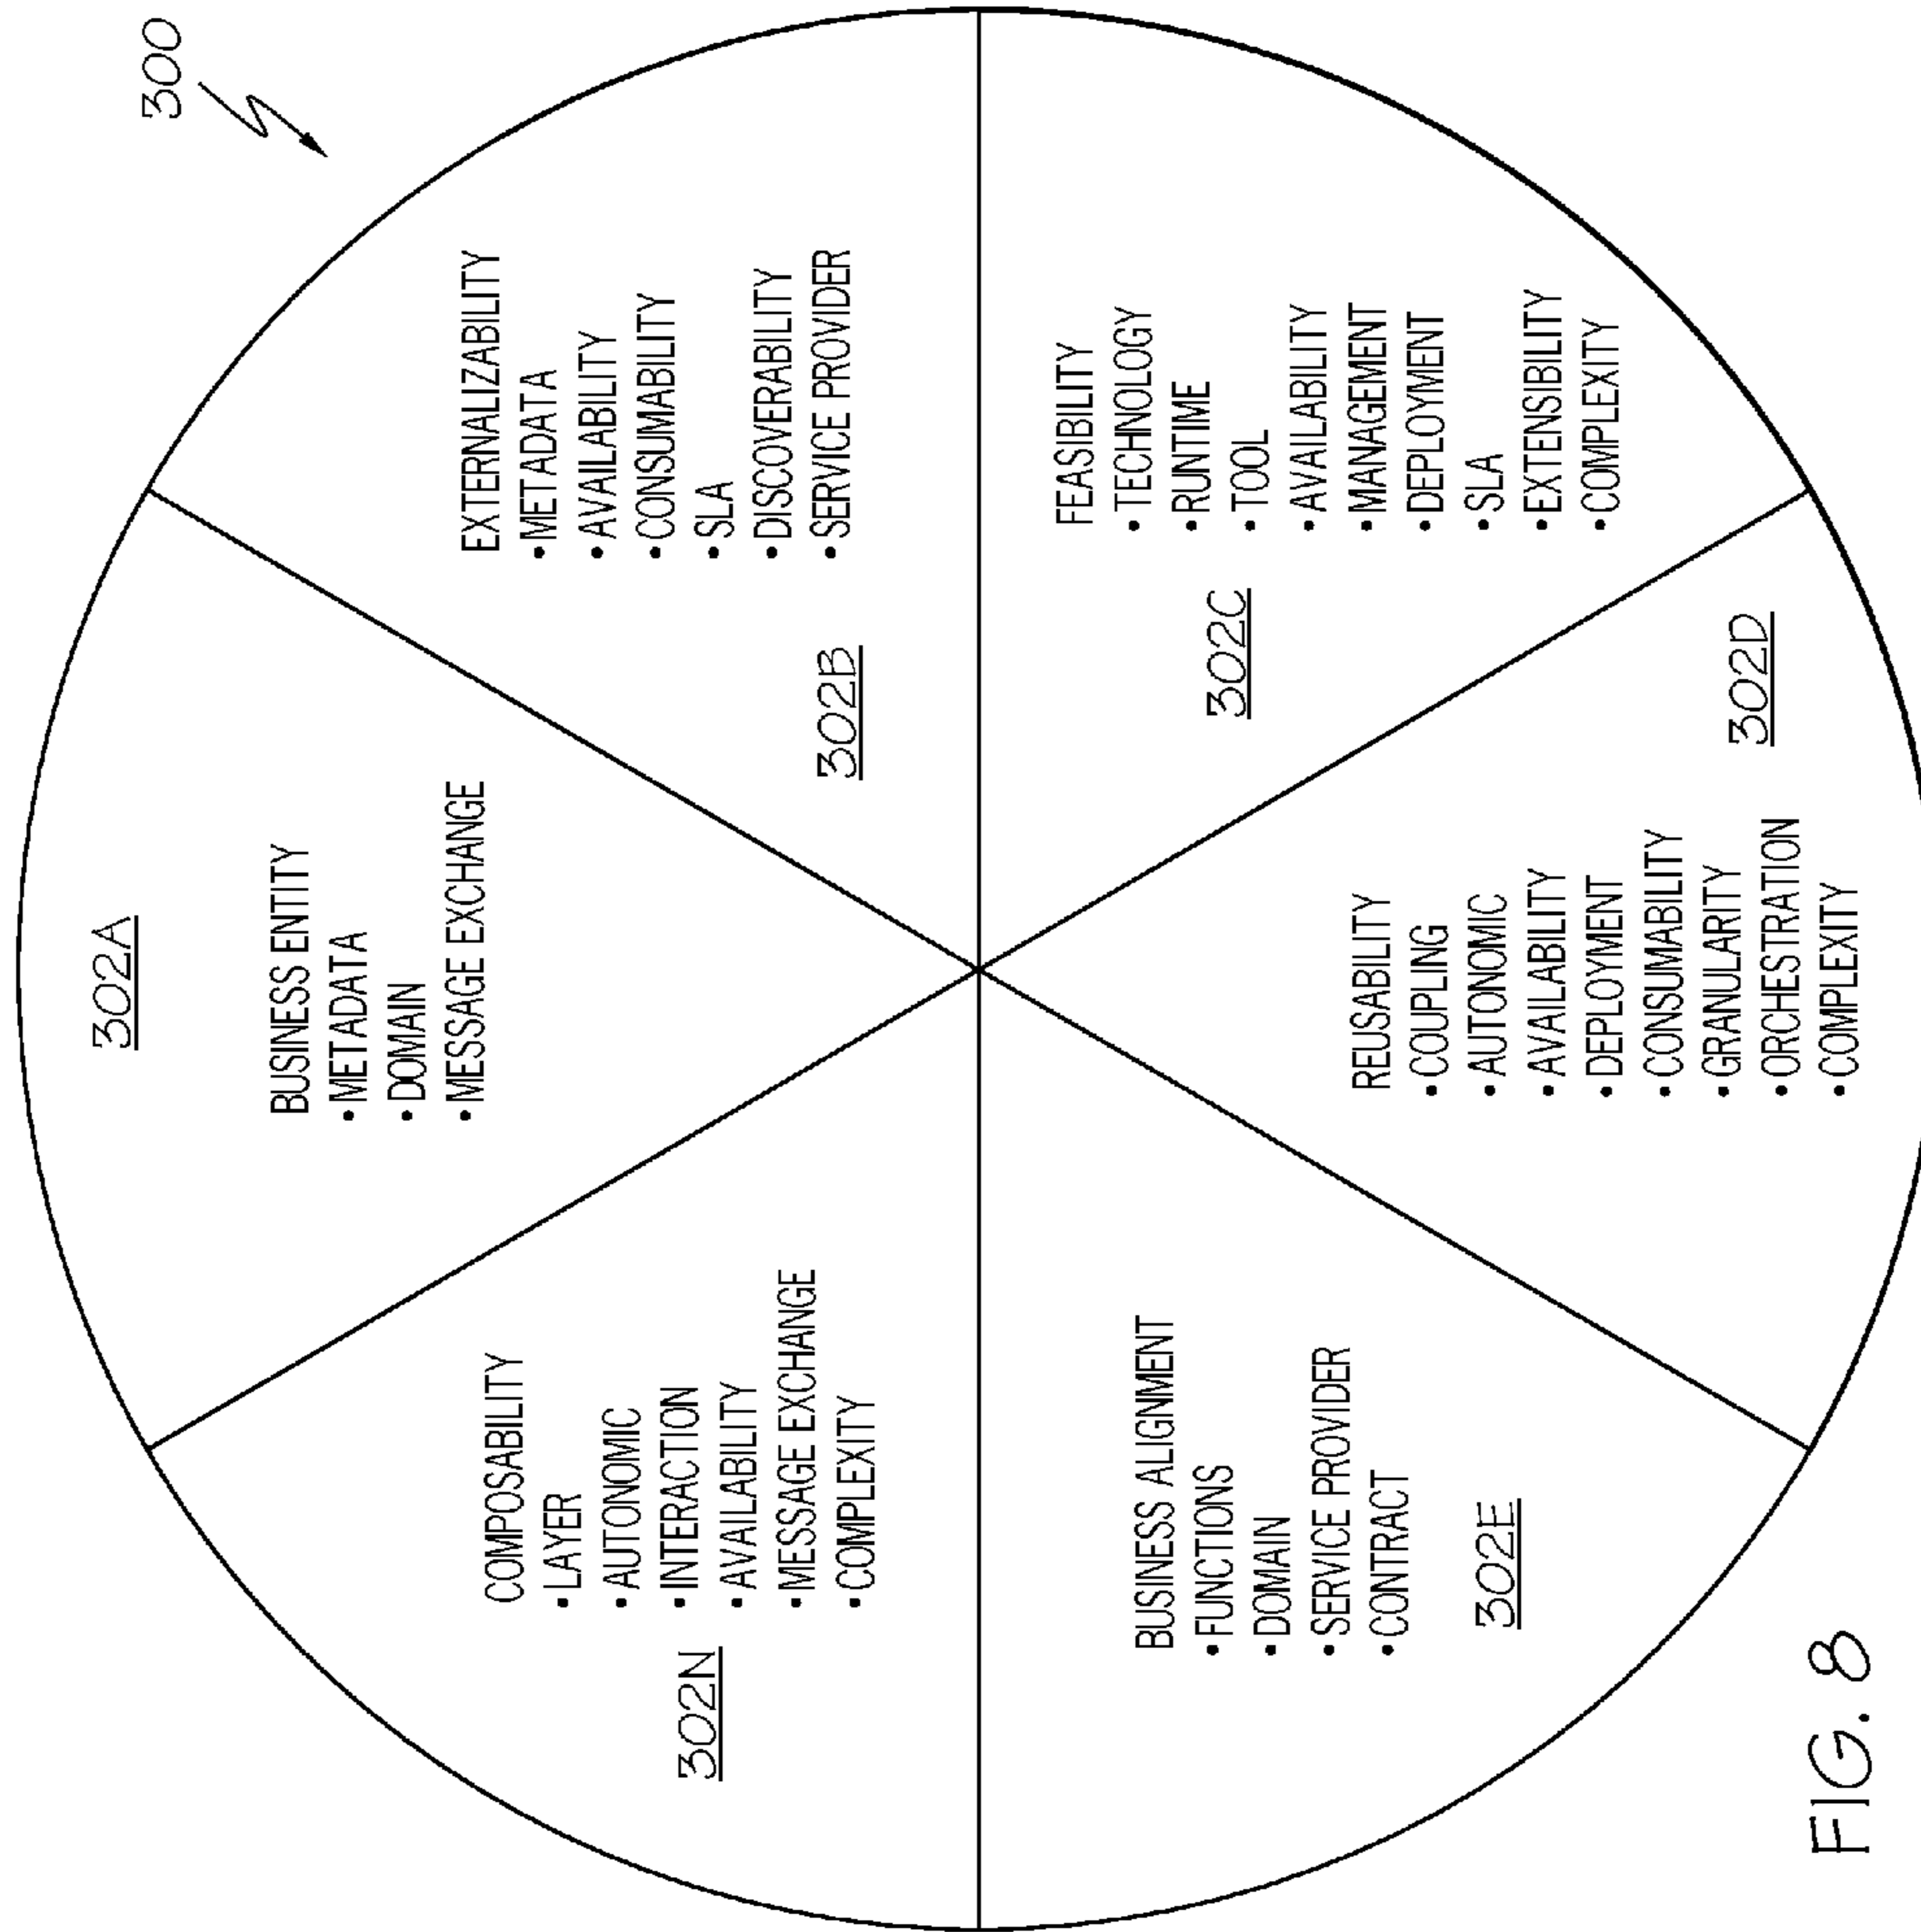 300
302A
BUSINESS ENTITY
• METADATA
• DOMAIN
• MESSAGE EXCHANGE
EXTERNALIZABILITY
• METADATA
• AVAILABILITY
• CONSUMABILITY
• SLA
• DISCOVERABILITY
• SERVICE PROVIDER
302B
FEASIBILITY
• TECHNOLOGY
• RUNTIME
• TOOL
• AVAILABILITY
• MANAGEMENT
• DEPLOYMENT
• SLA
• EXTENSIBILITY
• COMPLEXITY
302C
302D
REUSABILITY
• COUPLING
• AUTONOMIC
• AVAILABILITY
• DEPLOYMENT
• CONSUMABILITY
• GRANULARITY
• ORCHESTRATION
• COMPLEXITY
BUSINESS ALIGNMENT
• FUNCTIONS
• DOMAIN
• SERVICE PROVIDER
• CONTRACT
302E
COMPOSABILITY
• LAYER
• AUTONOMIC
• INTERACTION
• AVAILABILITY
• MESSAGE EXCHANGE
• COMPLEXITY
302N
FIG. 8